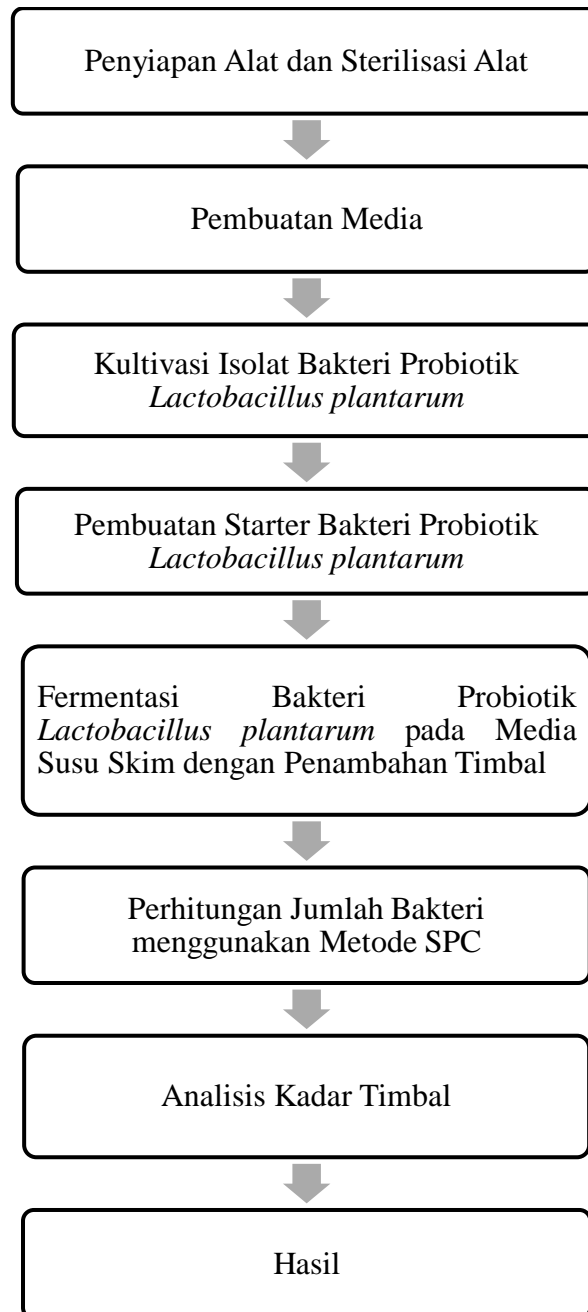 Penyiapan Alat dan Sterilisasi Alat
Pembuatan Media
Kultivasi Isolat Bakteri Probiotik
Lactobacillus plantarum
Pembuatan Starter Bakteri Probiotik
Lactobacillus plantarum
Fermentasi Bakteri Probiotik
Lactobacillus plantarum pada Media
Susu Skim dengan Penambahan Timbal
Perhitungan Jumlah Bakteri
menggunakan Metode SPC
Analisis Kadar Timbal
Hasil